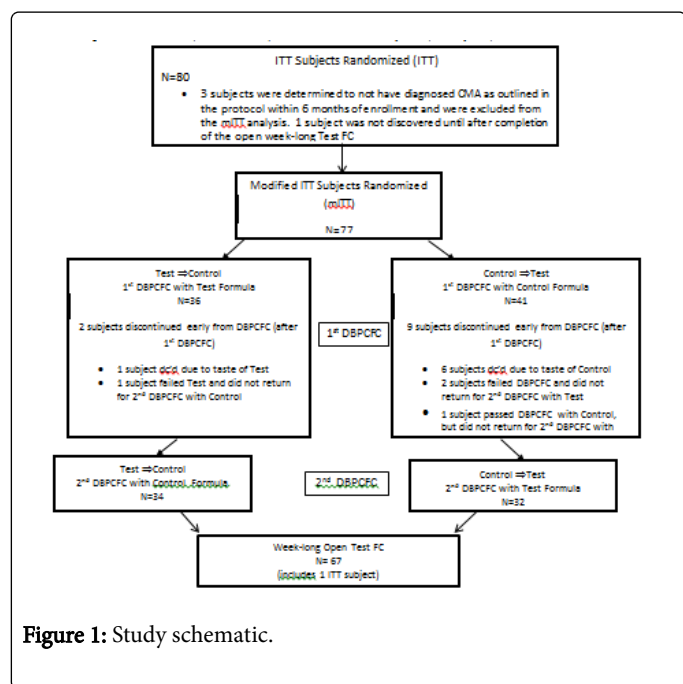 ITT Subjects Randomized (ITT)
N=80
• 3 subjects were determined to not have diagnosed CMA as outlined in
the protocol within 6 months of enrollment and were excluded from
the mITT analysis. 1 subject was not discovered until after completion
of the open week-long Test FC
Modified ITT Subjects Randomized
(mITT)
N=77
Test ⇒Control
1st DBPCFC with Test Formula
N=36
2 subjects discontinued early from DBPCFC (after
1st DBPCFC)
• 1 subject dc'd due to taste of Test
• 1 subject failed Test and did not return
for 2nd DBPCFC with Control
1st DBPCFC
Control ⇒Test
1st DBPCFC with Control Formula
N=41
9 subjects discontinued early from DBPCFC (after
1st DBPCFC)
• 6 subjects dc'd due to taste of Control
• 2 subjects failed DBPCFC and did not
return for 2nd DBPCFC with Test
• 1 subject passed DBPCFC with Control,
but did not return for 2nd DBPCFC with
Test ⇒Control
2nd DBPCFC with Control Formula
N=34
2nd DBPCFC
Control ⇒Test
2nd DBPCFC with Test Formula
N=32
Week-long Open Test FC
N= 67
(includes 1 ITT subject)
Figure 1: Study schematic.